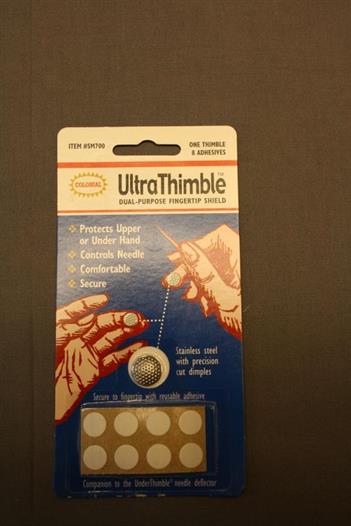 ITEM #SM700
ONE THIMBLE
8 ADHESIVES
COLONIAL
UltraThimble™
DUAL-PURPOSE FINGERTIP SHIELD
Protects Upper
or Under Hand
Controls Needle
Comfortable
Secure
Stainless steel
with precision
cut dimples
Secure to fingertip with reusable adhesive
Companion to the UnderThimble® needle deflector